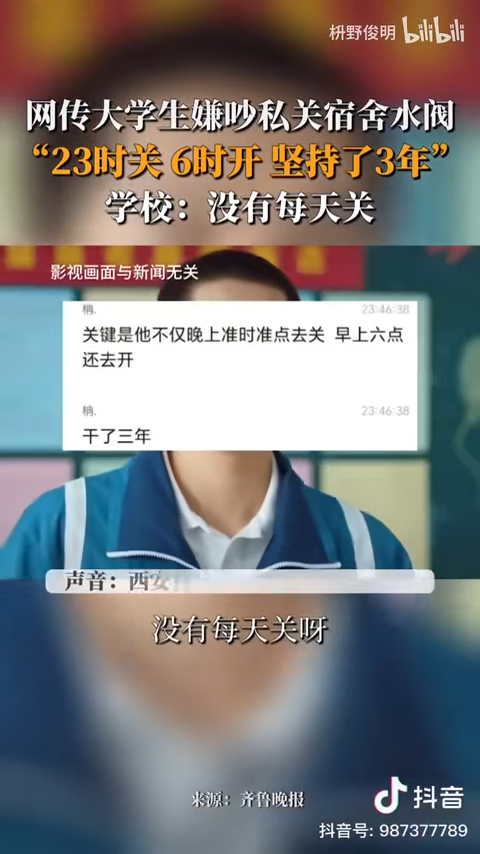 枡野俊明 bilibili
网传大学生嫌吵私关宿舍水阀
“23时关 6时开 坚持了3年”
学校：没有每天关
影视画面与新闻无关
梢. 23:46:38
关键是他不仅晚上准时准点去关 早上六点
还去开
梢. 23:46:38
干了三年
声音：西安
没有每天关呀
来源：齐鲁晚报
抖音
抖音号: 987377789